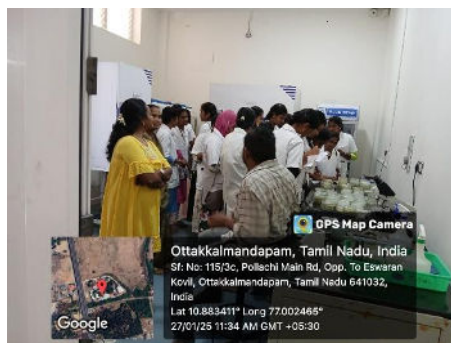 GPS Map Camera
Ottakkalmandapam, Tamil Nadu, India
Sf: No: 115/3c, Pollachi Main Rd, Opp. To Eswaran
Kovil, Ottakkalmandapam, Tamil Nadu 641032,
India
Lat 10.883411° Long 77.002465°
27/01/25 11:34 AM GMT +05:30
Google